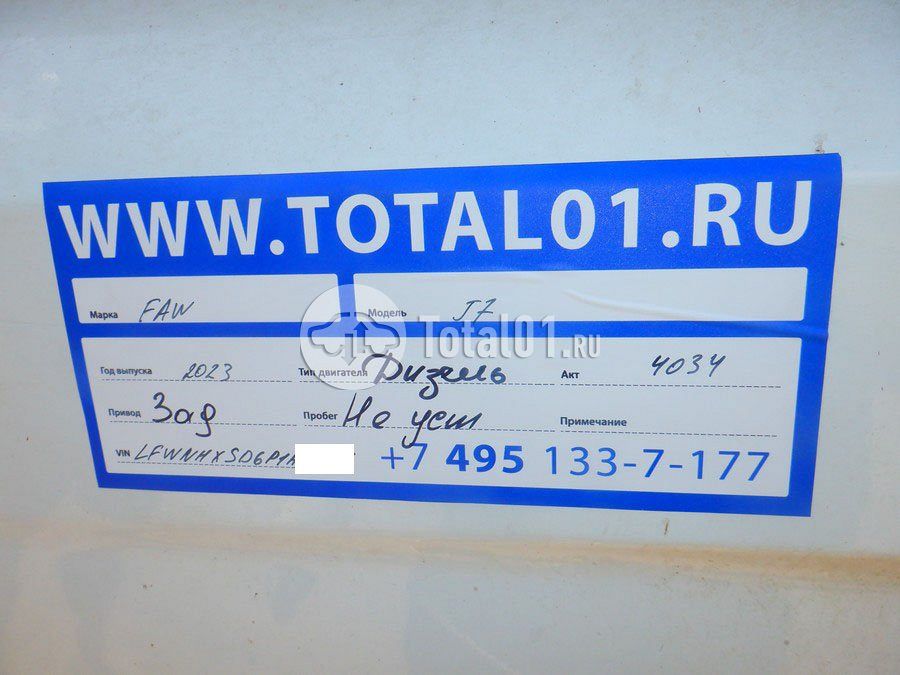 WWW.TOTAL01.RU
Марка FAW Модель J7
Total01.RU
Год выпуска 2023 Тип двигателя Дизель Акт 4034
Привод Зад Пробег Не уст Примечание
VIN LFWNHXSD6P1 +7 495 133-7-177